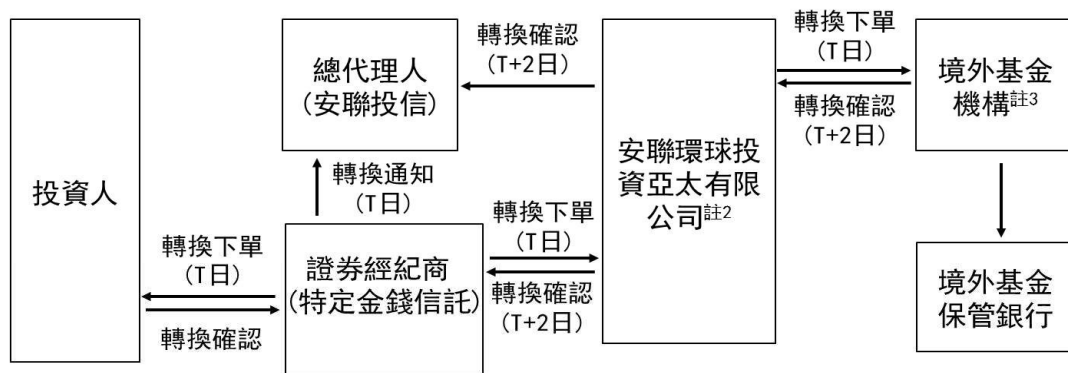 投資人
總代理人
(安聯投信)
轉換確認
(T+2日)
轉換通知
(T日)
轉換下單
(T日)
轉換確認
證券經紀商
(特定金錢信託)
轉換下單
(T日)
轉換確認
(T+2日)
安聯環球投
資亞太有限
公司註2
轉換下單
(T日)
轉換確認
(T+2日)
境外基金
機構註3
境外基金
保管銀行